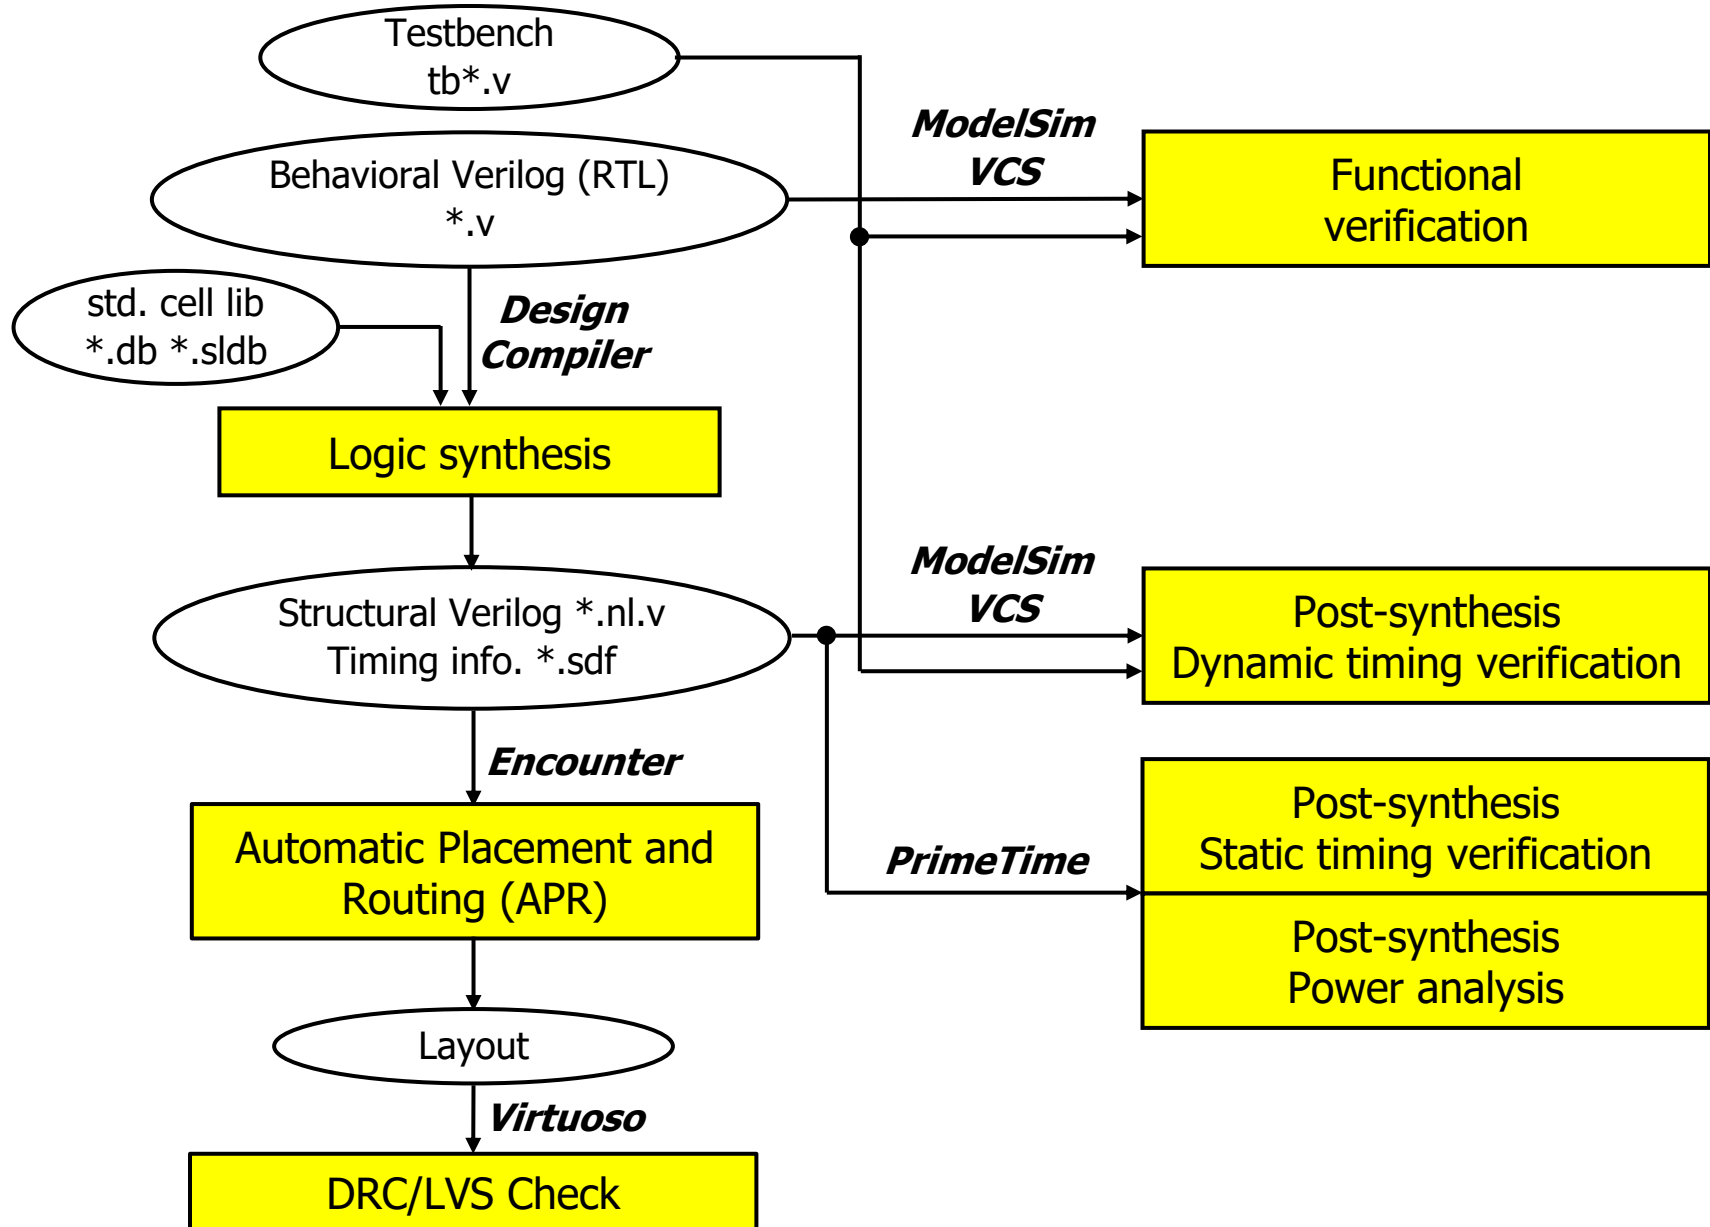 Testbench
tb*.v
Behavioral Verilog (RTL)
*.v
ModelSim
VCS
Functional
verification
std. cell lib
*.db *.sldb
Design
Compiler
Logic synthesis
Structural Verilog *.nl.v
Timing info. *.sdf
ModelSim
VCS
Post-synthesis
Dynamic timing verification
Encounter
Automatic Placement and
Routing (APR)
PrimeTime
Post-synthesis
Static timing verification
Post-synthesis
Power analysis
Layout
Virtuoso
DRC/LVS Check